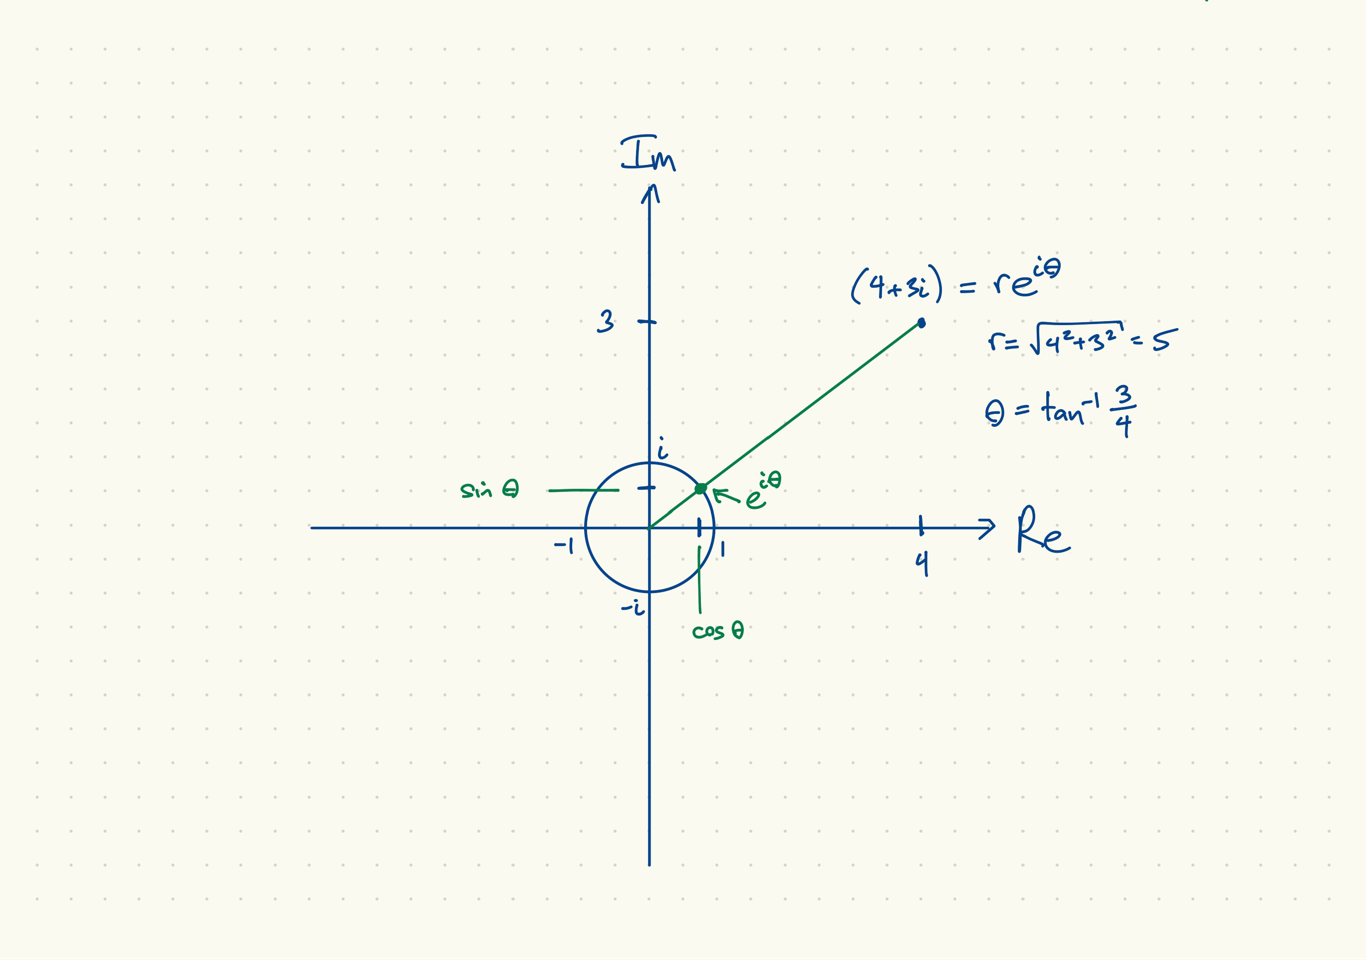 Im
(4+3i) = re^{iθ}
3
r = √(4²+3²) = 5
θ = tan⁻¹ 3/4
i
sin θ
e^{iθ}
Re
-1
1
4
-i
cos θ